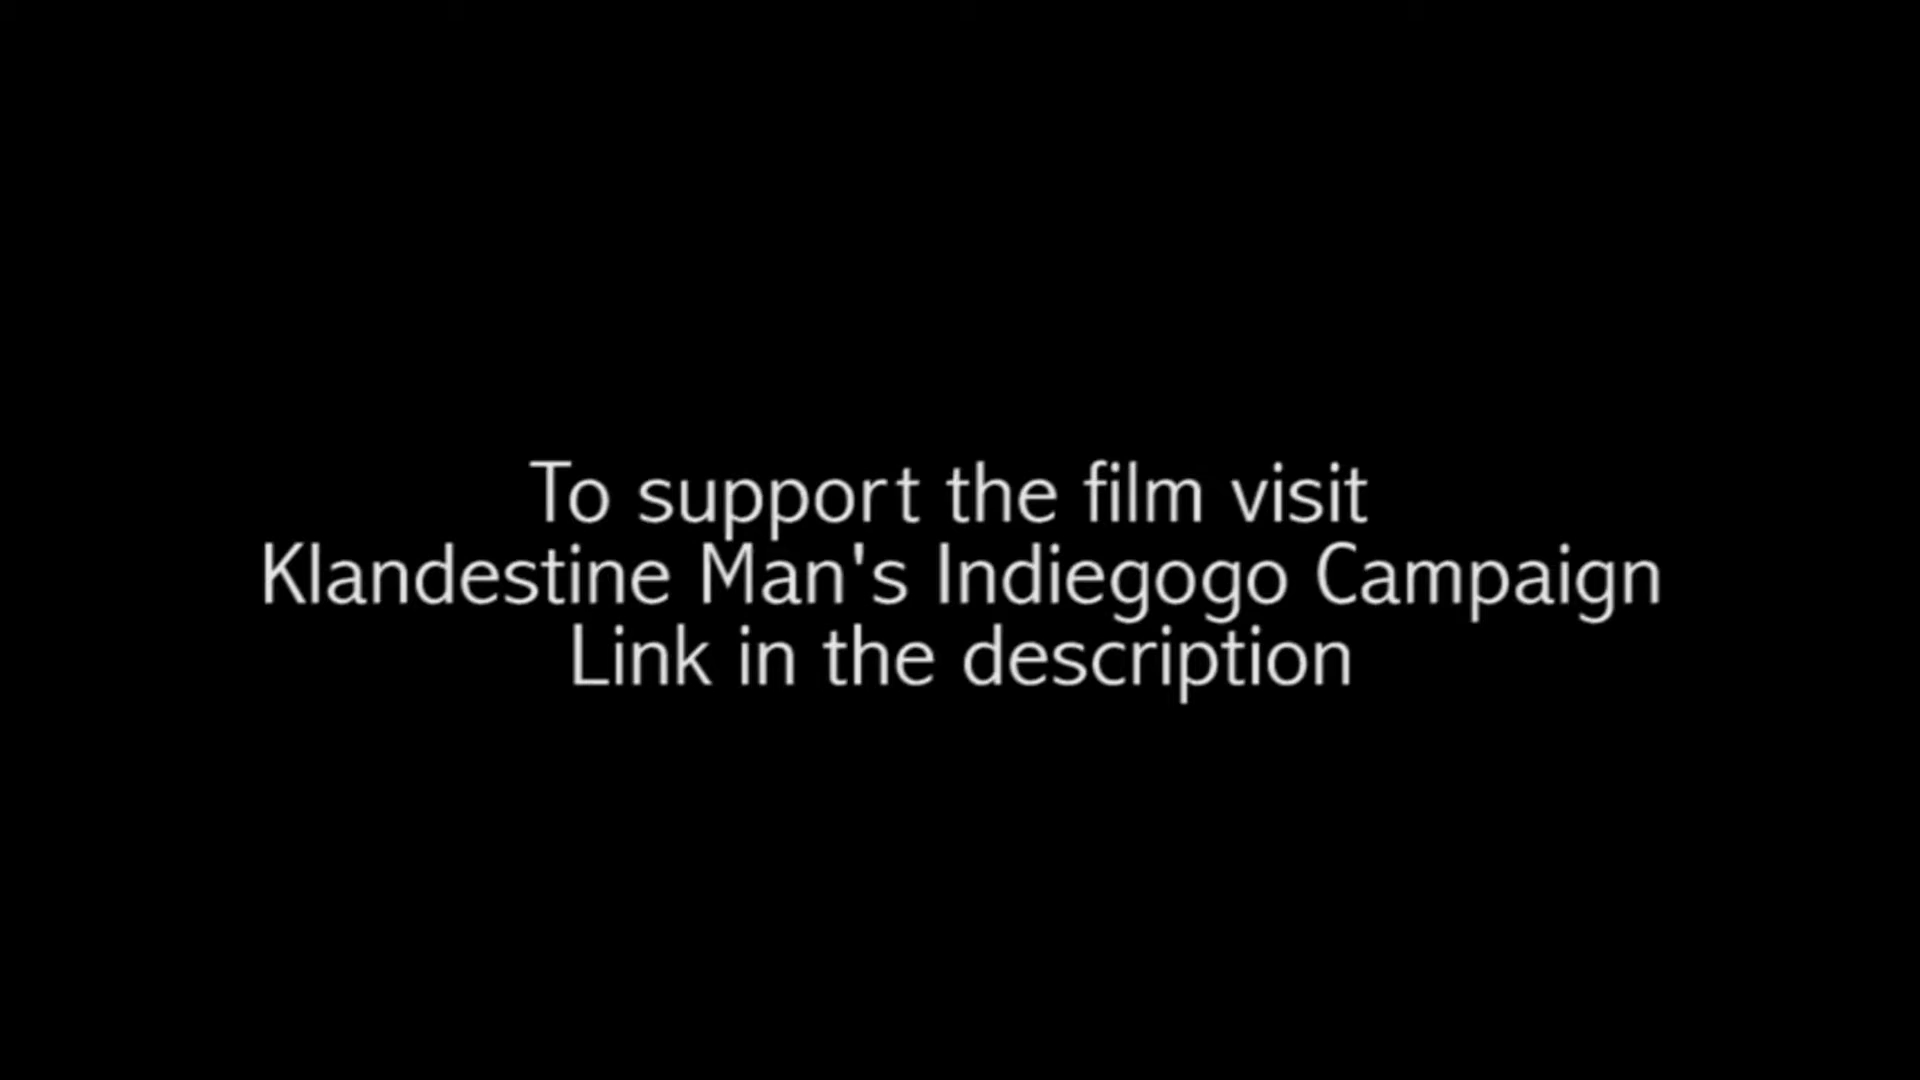 To support the film visit
Klandestine Man's Indiegogo Campaign
Link in the description